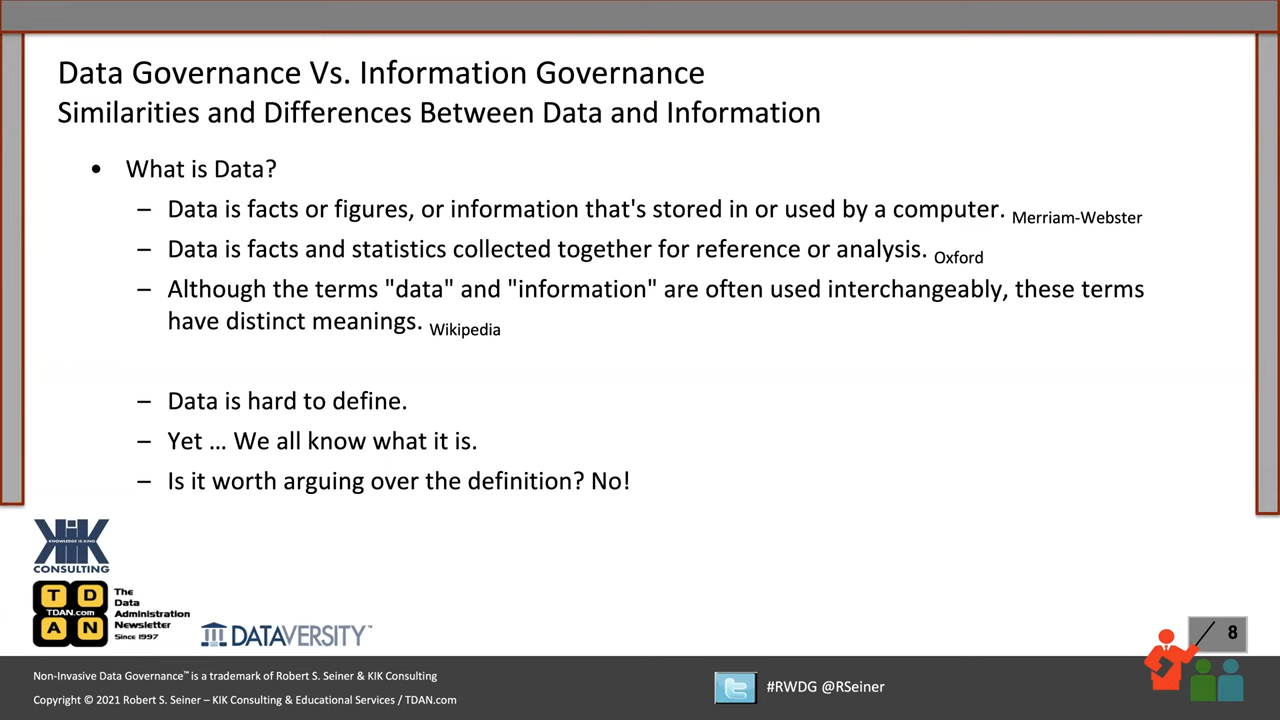 Data Governance Vs. Information Governance
Similarities and Differences Between Data and Information
• What is Data?
– Data is facts or figures, or information that's stored in or used by a computer. Merriam-Webster
– Data is facts and statistics collected together for reference or analysis. Oxford
– Although the terms "data" and "information" are often used interchangeably, these terms
have distinct meanings. Wikipedia
– Data is hard to define.
– Yet … We all know what it is.
– Is it worth arguing over the definition? No!
KIK
KNOWLEDGE IS KING
CONSULTING
T D
TDAN.com
A N
The
Data
Administration
Newsletter
Since 1997
DATAVERSITY™
8
Non-Invasive Data Governance™ is a trademark of Robert S. Seiner & KIK Consulting
Copyright © 2021 Robert S. Seiner – KIK Consulting & Educational Services / TDAN.com
#RWDG @RSeiner